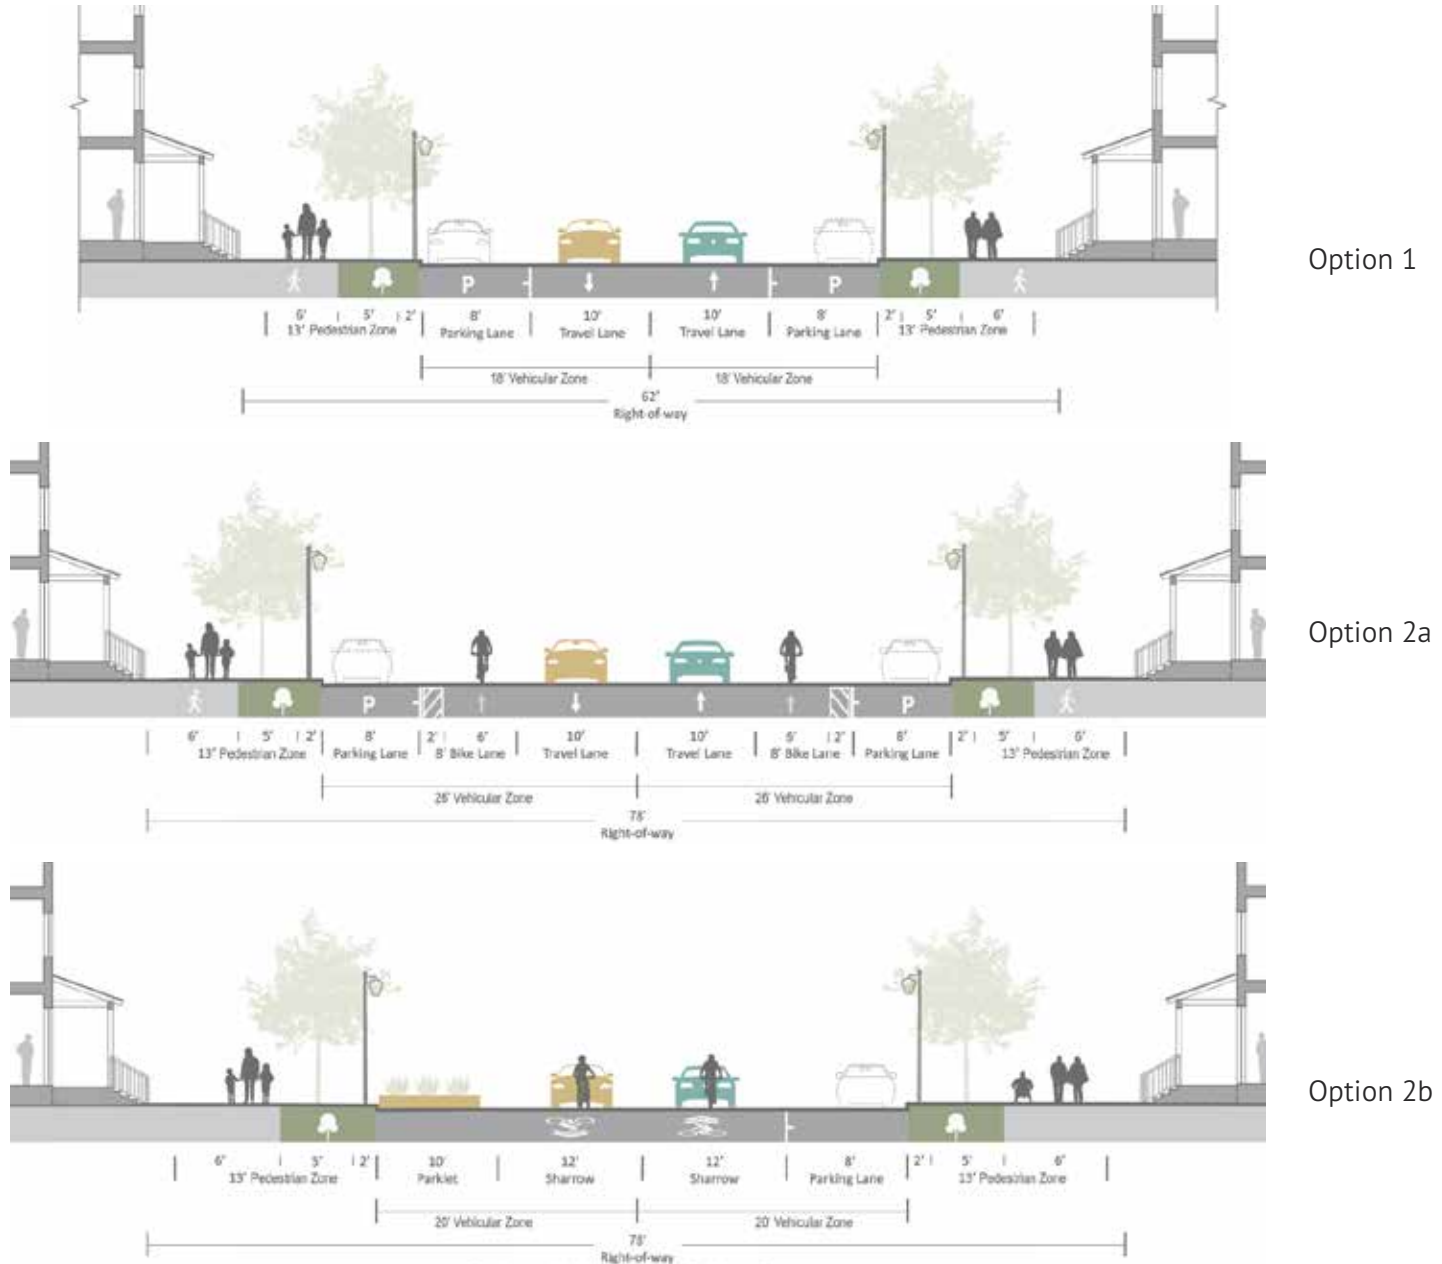 Option 1
P
P
6' 5' 2' 8' 10' 10' 8' 2' 5' 6'
13' Pedestrian Zone Parking Lane Travel Lane Travel Lane Parking Lane 13' Pedestrian Zone
18' Vehicular Zone 18' Vehicular Zone
62'
Right-of-way
Option 2a
P
P
6' 5' 2' 8' 2' 6' 10' 10' 6' 2' 8' 2' 5' 6'
13' Pedestrian Zone Parking Lane 8' Bike Lane Travel Lane Travel Lane 8' Bike Lane Parking Lane 13' Pedestrian Zone
26' Vehicular Zone 26' Vehicular Zone
78'
Right-of-way
Option 2b
6' 5' 2' 10' 12' 12' 8' 2' 5' 6'
13' Pedestrian Zone Parklet Sharrow Sharrow Parking Lane 13' Pedestrian Zone
20' Vehicular Zone 20' Vehicular Zone
78'
Right-of-way